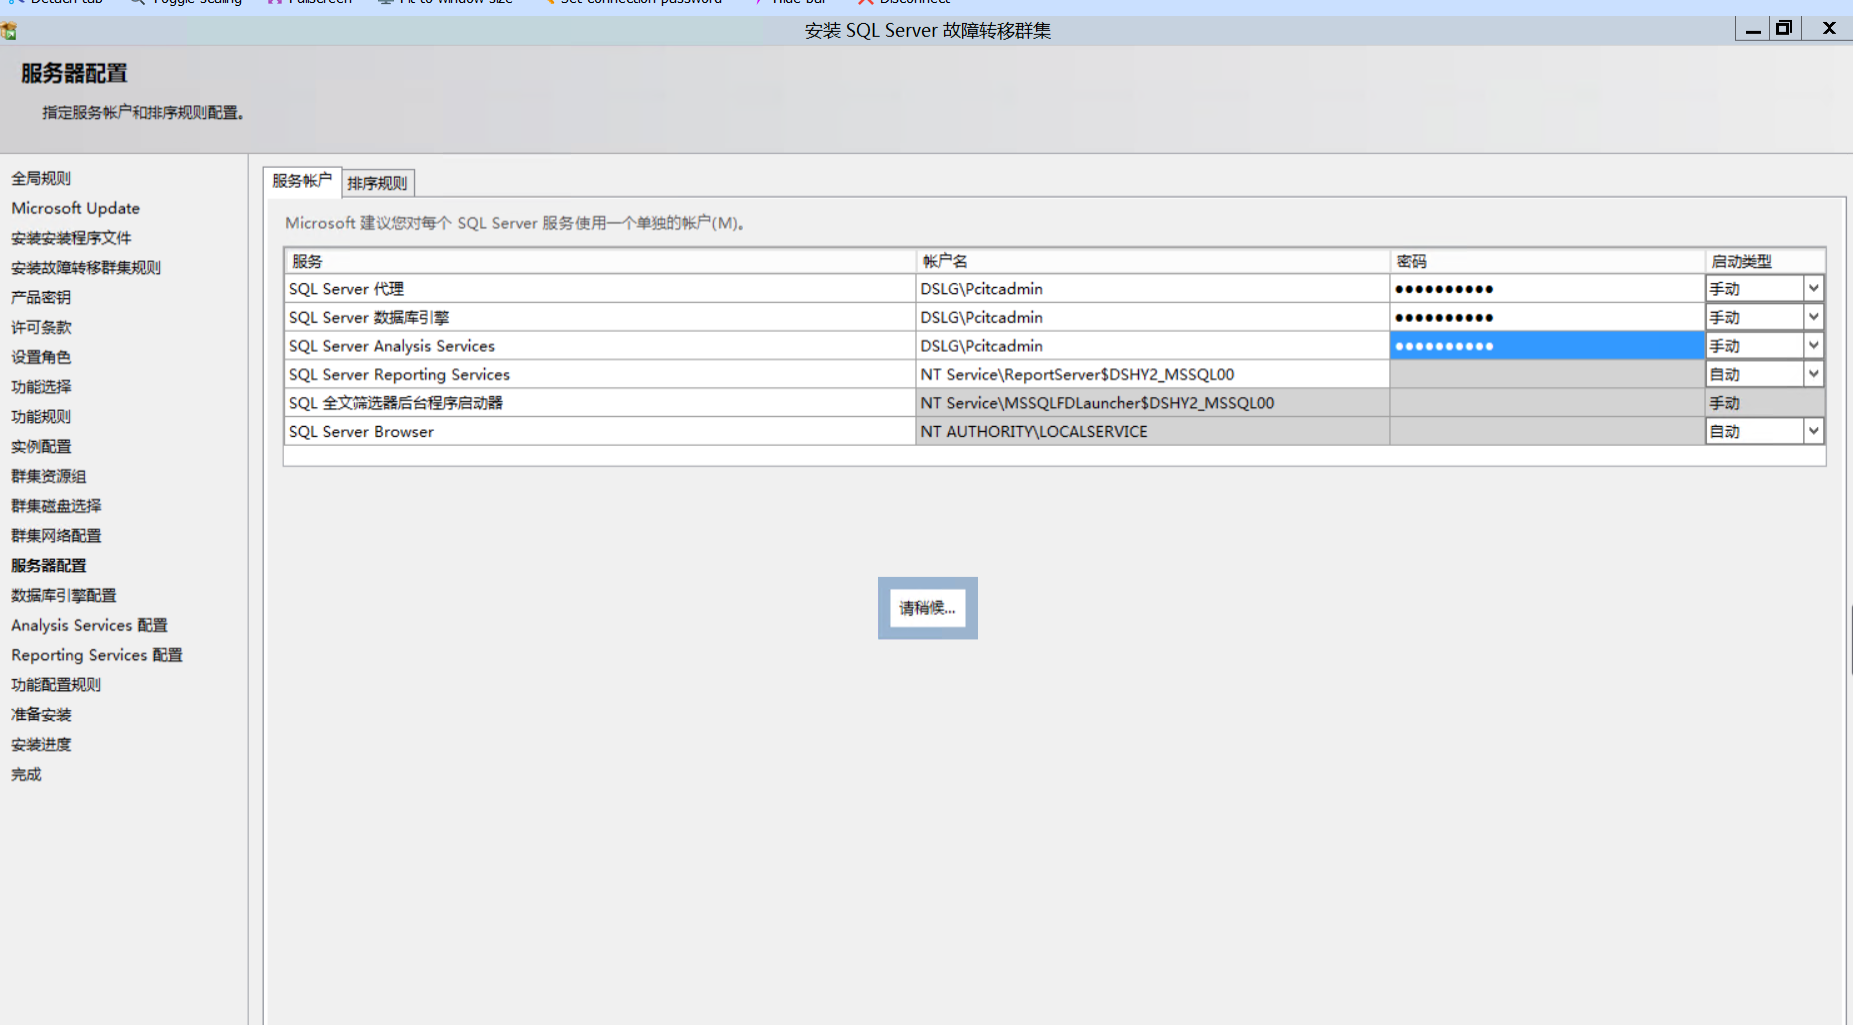 Detach tab Toggle scaling Fullscreen Fit to window size Set connection password Hide bar Disconnect
安装 SQL Server 故障转移群集
服务器配置
指定服务帐户和排序规则配置。
全局规则
Microsoft Update
安装安装程序文件
安装故障转移群集规则
产品密钥
许可条款
设置角色
功能选择
功能规则
实例配置
群集资源组
群集磁盘选择
群集网络配置
服务器配置
数据库引擎配置
Analysis Services 配置
Reporting Services 配置
功能配置规则
准备安装
安装进度
完成
服务帐户 排序规则
Microsoft 建议您对每个 SQL Server 服务使用一个单独的帐户(M)。
服务 帐户名 密码 启动类型
SQL Server 代理 DSLG\Pcitcadmin ●●●●●●●●●● 手动
SQL Server 数据库引擎 DSLG\Pcitcadmin ●●●●●●●●●● 手动
SQL Server Analysis Services DSLG\Pcitcadmin ●●●●●●●●●● 手动
SQL Server Reporting Services NT Service\ReportServer$DSHY2_MSSQL00 自动
SQL 全文筛选器后台程序启动器 NT Service\MSSQLFDLauncher$DSHY2_MSSQL00 手动
SQL Server Browser NT AUTHORITY\LOCALSERVICE 自动
请稍候...